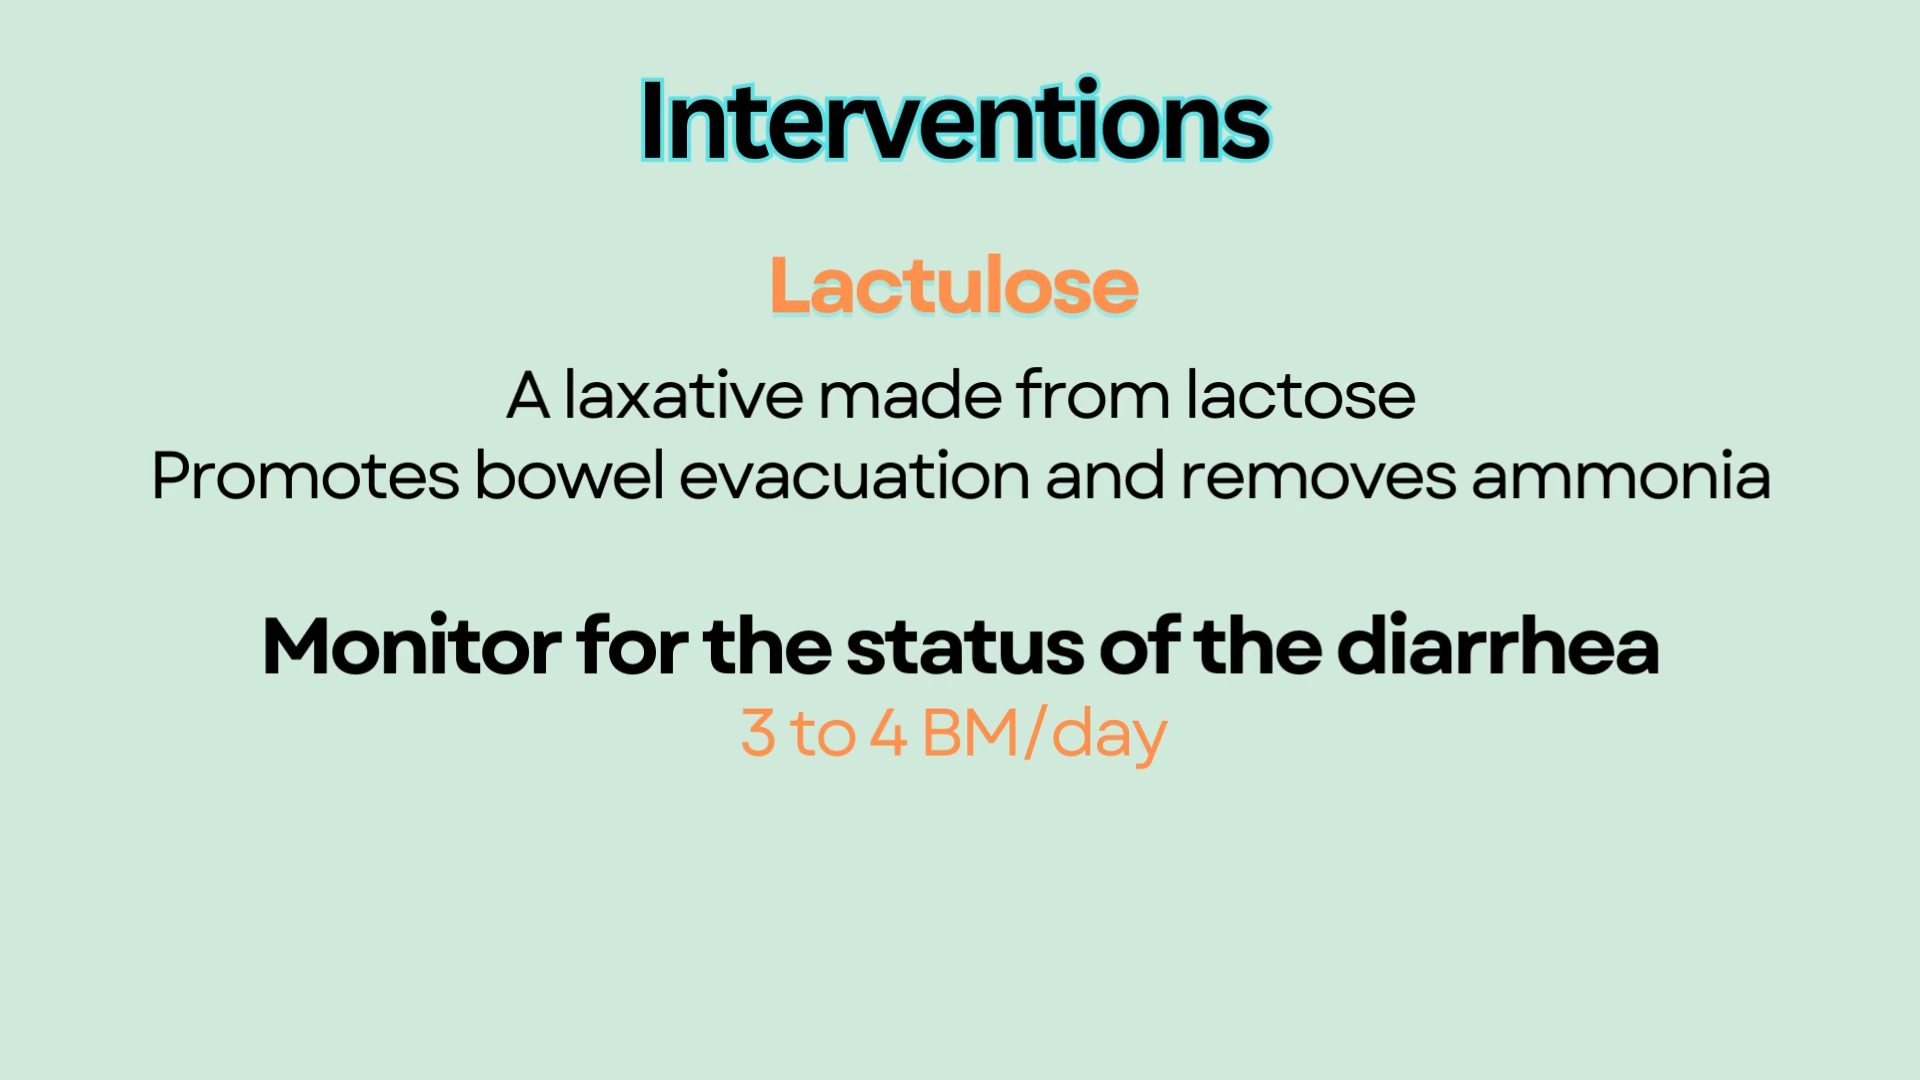 Interventions
Lactulose
A laxative made from lactose
Promotes bowel evacuation and removes ammonia
Monitor for the status of the diarrhea
3 to 4 BM/day